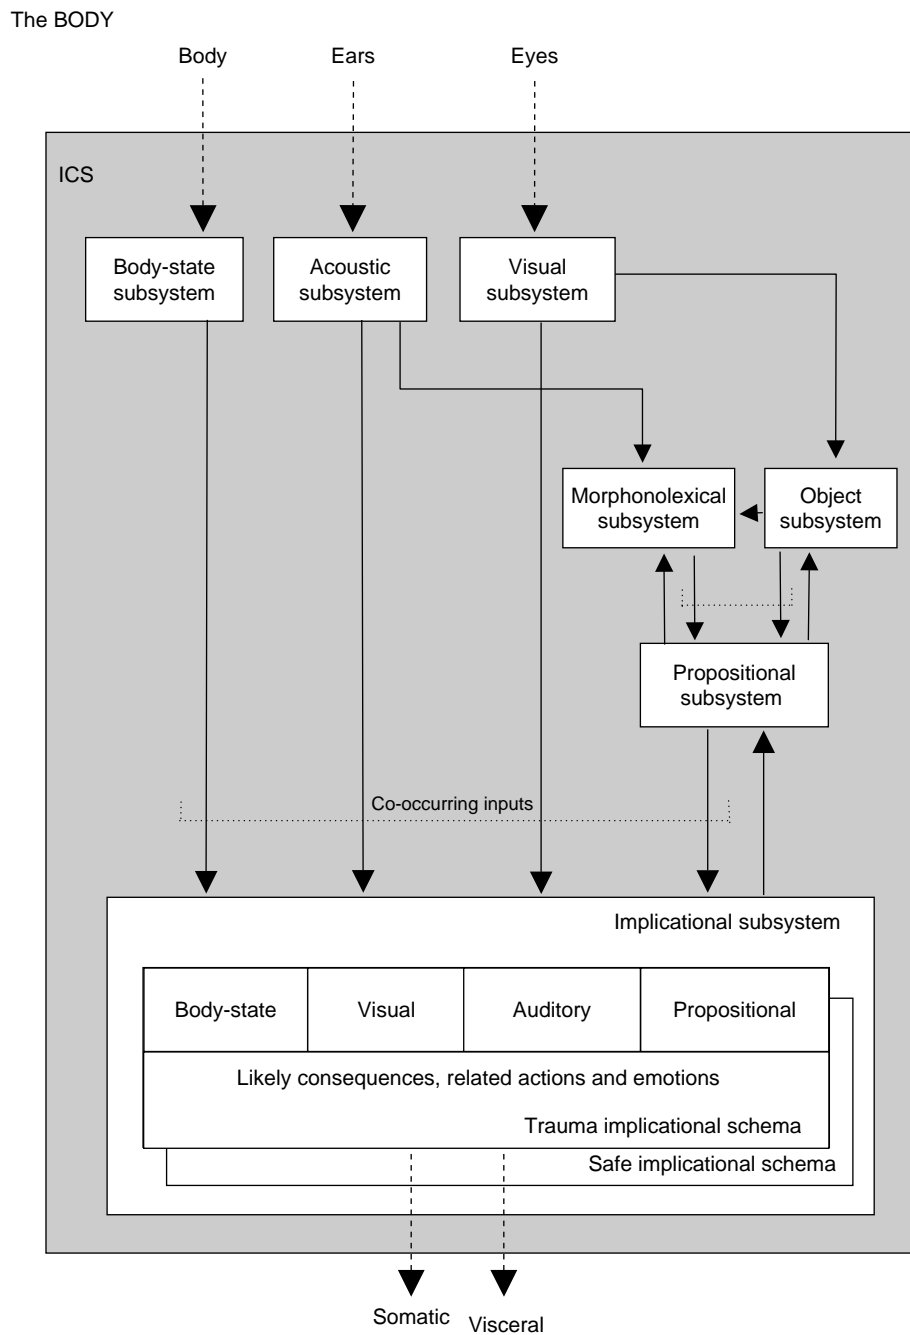 The BODY
Body
Ears
Eyes
ICS
Body-state
subsystem
Acoustic
subsystem
Visual
subsystem
Morphonolexical
subsystem
Object
subsystem
Propositional
subsystem
Co-occurring inputs
Implicational subsystem
Body-state
Visual
Auditory
Propositional
Likely consequences, related actions and emotions
Trauma implicational schema
Safe implicational schema
Somatic
Visceral